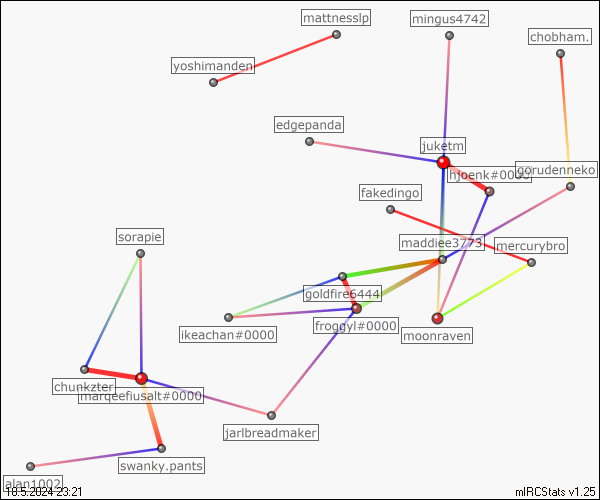 mattnesslp
mingus4742
chobham.
yoshimanden
edgepanda
juketm
hjoenk#0000
gorudenneko
fakedingo
sorapie
maddiee3773
mercurybro
goldfire6444
ikeachan#0000
froggyl#0000
moonraven
chunkzter
marqeefiusalt#0000
jarlbreadmaker
swanky.pants
alan1002
10.5.2024 23:21
mIRCStats v1.25